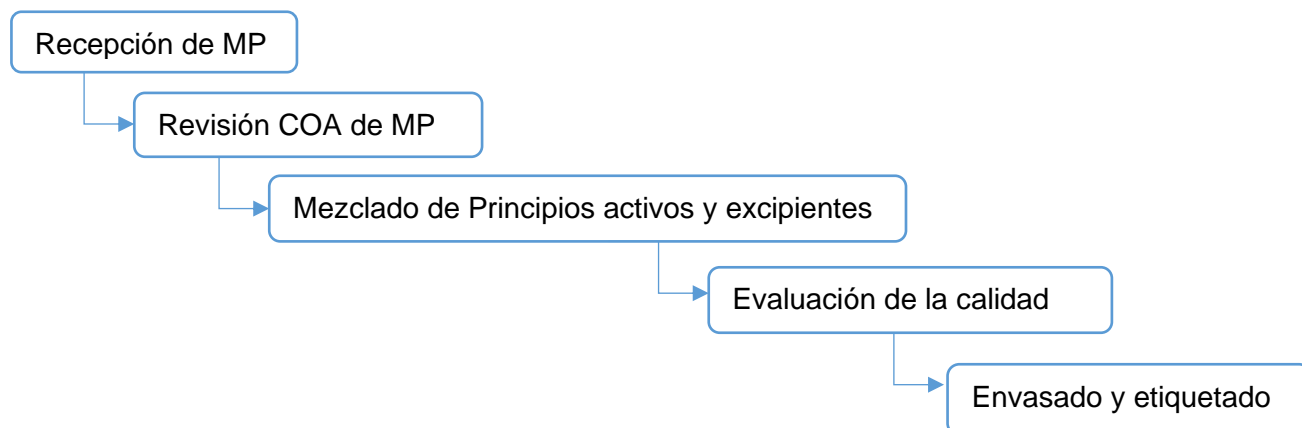 Recepción de MP
Revisión COA de MP
Mezclado de Principios activos y excipientes
Evaluación de la calidad
Envasado y etiquetado